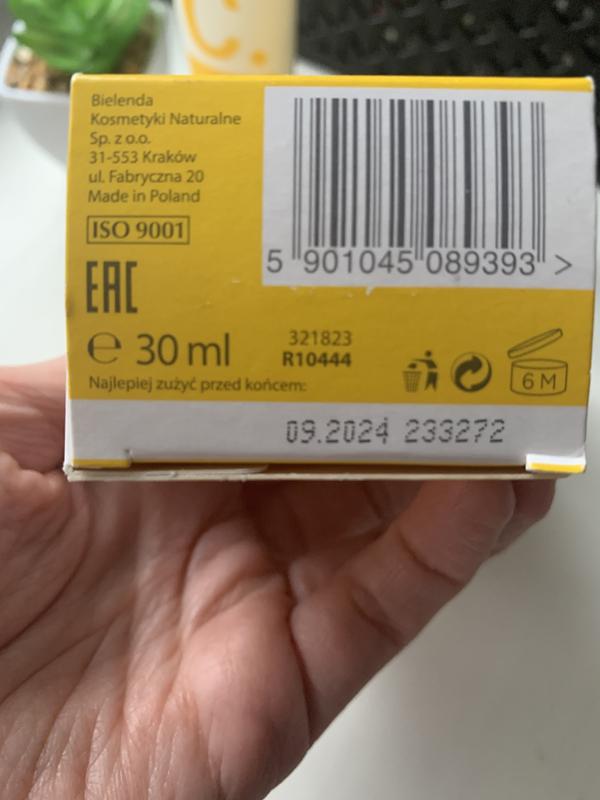 Bielenda
Kosmetyki Naturalne
Sp. z o.o.
31-553 Kraków
ul. Fabryczna 20
Made in Poland
ISO 9001
EAC
5 901045 089393 >
℮ 30 ml
321823
R10444
6 M
Najlepiej zużyć przed końcem:
09.2024 233272